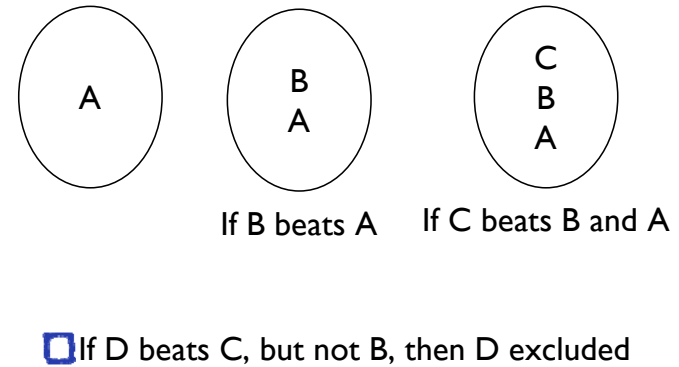 A
B
A
C
B
A
If B beats A
If C beats B and A
If D beats C, but not B, then D excluded